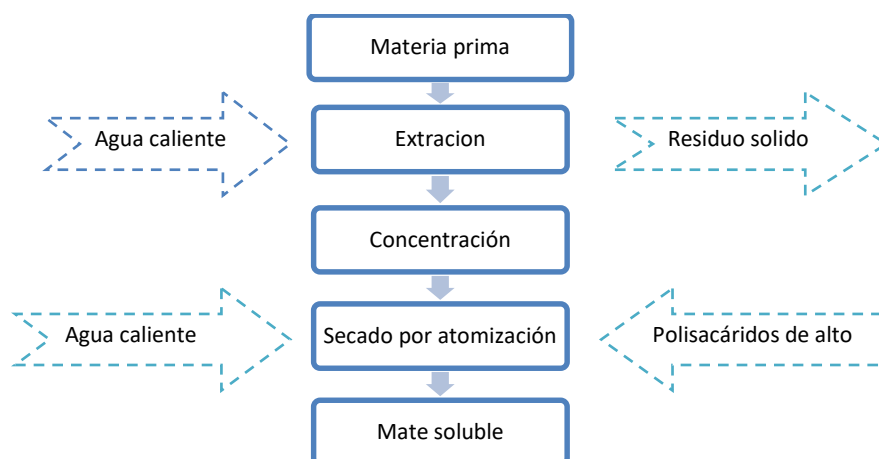 Materia prima
Agua caliente
Extracion
Residuo solido
Concentración
Agua caliente
Secado por atomización
Polisacáridos de alto
Mate soluble